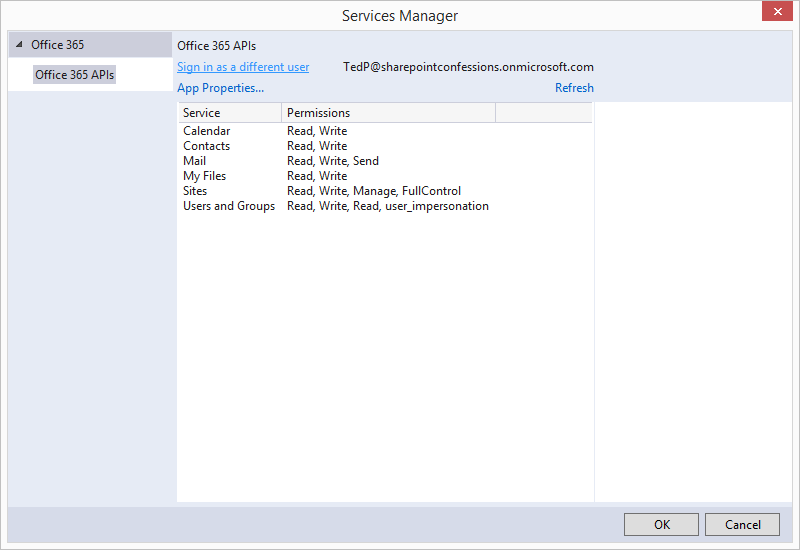 Services Manager
Office 365
Office 365 APIs
Office 365 APIs
Sign in as a different user TedP@sharepointconfessions.onmicrosoft.com
App Properties... Refresh
Service Permissions
Calendar Read, Write
Contacts Read, Write
Mail Read, Write, Send
My Files Read, Write
Sites Read, Write, Manage, FullControl
Users and Groups Read, Write, Read, user_impersonation
OK Cancel